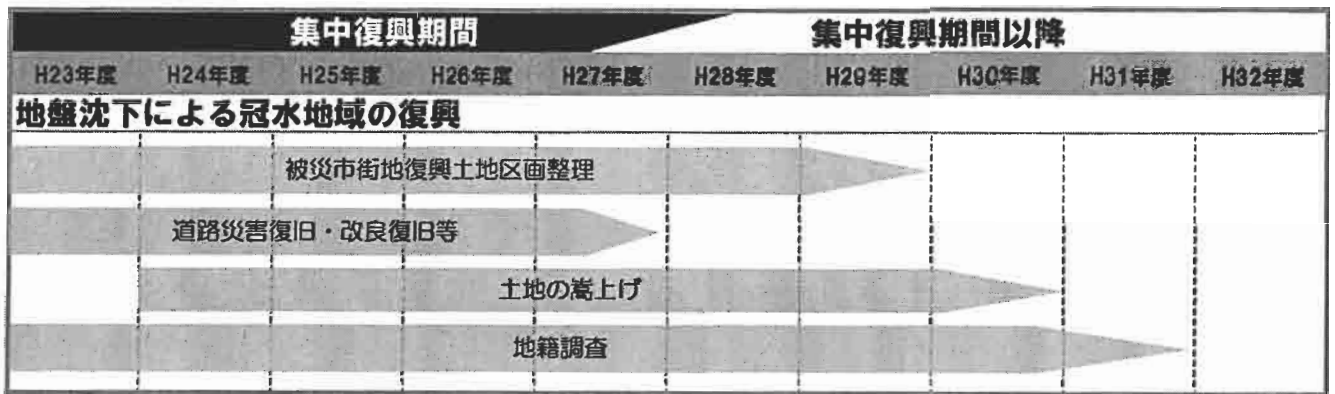 集中復興期間 集中復興期間以降
H23年度 H24年度 H25年度 H26年度 H27年度 H28年度 H29年度 H30年度 H31年度 H32年度
地盤沈下による冠水地域の復興
被災市街地復興土地区画整理
道路災害復旧・改良復旧等
土地の嵩上げ
地籍調査